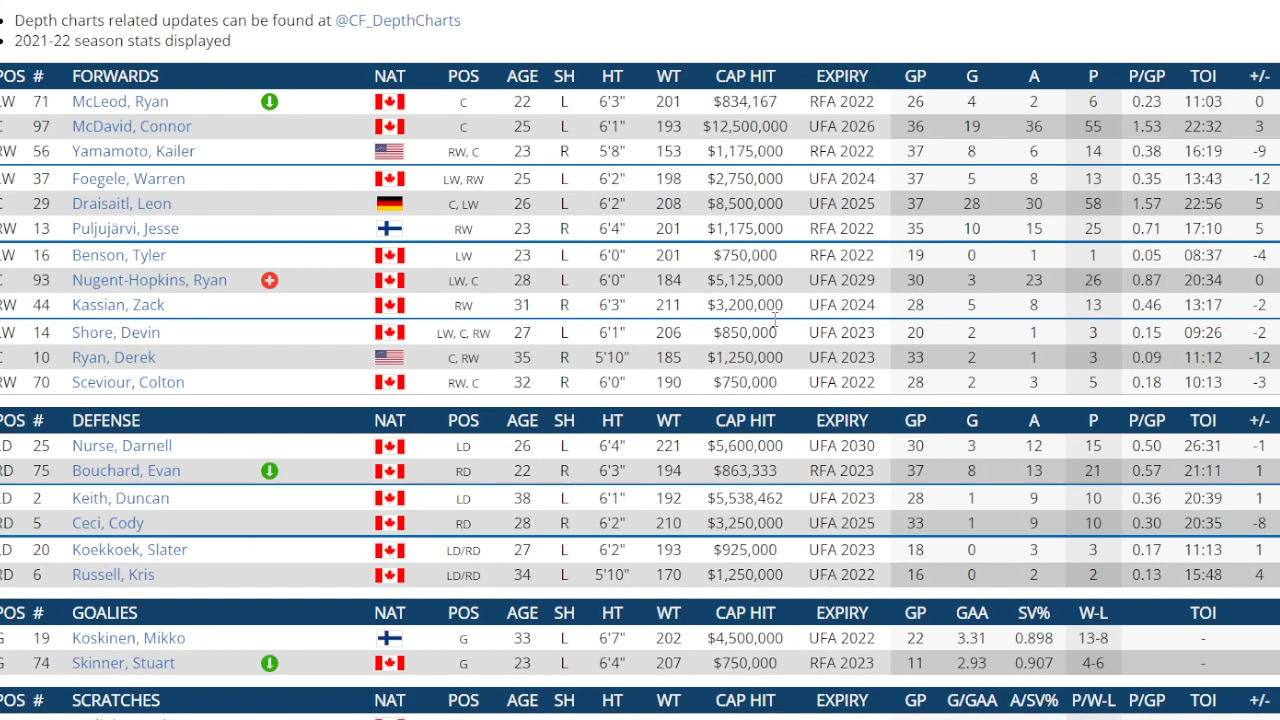 Depth charts related updates can be found at @CF_DepthCharts
2021-22 season stats displayed
POS # FORWARDS NAT POS AGE SH HT WT CAP HIT EXPIRY GP G A P P/GP TOI +/-
LW 71 McLeod, Ryan C 22 L 6'3" 201 $834,167 RFA 2022 26 4 2 6 0.23 11:03 0
C 97 McDavid, Connor C 25 L 6'1" 193 $12,500,000 UFA 2026 36 19 36 55 1.53 22:32 3
RW 56 Yamamoto, Kailer RW, C 23 R 5'8" 153 $1,175,000 RFA 2022 37 8 6 14 0.38 16:19 -9
LW 37 Foegele, Warren LW, RW 25 L 6'2" 198 $2,750,000 UFA 2024 37 5 8 13 0.35 13:43 -12
C 29 Draisaitl, Leon C, LW 26 L 6'2" 208 $8,500,000 UFA 2025 37 28 30 58 1.57 22:56 5
RW 13 Puljujärvi, Jesse RW 23 R 6'4" 201 $1,175,000 RFA 2022 35 10 15 25 0.71 17:10 5
LW 16 Benson, Tyler LW 23 L 6'0" 201 $750,000 RFA 2022 19 0 1 1 0.05 08:37 -4
C 93 Nugent-Hopkins, Ryan LW, C 28 L 6'0" 184 $5,125,000 UFA 2029 30 3 23 26 0.87 20:34 0
RW 44 Kassian, Zack RW 31 R 6'3" 211 $3,200,000 UFA 2024 28 5 8 13 0.46 13:17 -2
LW 14 Shore, Devin LW, C, RW 27 L 6'1" 206 $850,000 UFA 2023 20 2 1 3 0.15 09:26 -2
C 10 Ryan, Derek C, RW 35 R 5'10" 185 $1,250,000 UFA 2023 33 2 1 3 0.09 11:12 -12
RW 70 Sceviour, Colton RW, C 32 R 6'0" 190 $750,000 UFA 2022 28 2 3 5 0.18 10:13 -3
POS # DEFENSE NAT POS AGE SH HT WT CAP HIT EXPIRY GP G A P P/GP TOI +/-
LD 25 Nurse, Darnell LD 26 L 6'4" 221 $5,600,000 UFA 2030 30 3 12 15 0.50 26:31 -1
RD 75 Bouchard, Evan RD 22 R 6'3" 194 $863,333 RFA 2023 37 8 13 21 0.57 21:11 1
LD 2 Keith, Duncan LD 38 L 6'1" 192 $5,538,462 UFA 2023 28 1 9 10 0.36 20:39 1
RD 5 Ceci, Cody RD 28 R 6'2" 210 $3,250,000 UFA 2025 33 1 9 10 0.30 20:35 -8
LD 20 Koekkoek, Slater LD/RD 27 L 6'2" 193 $925,000 UFA 2023 18 0 3 3 0.17 11:13 1
RD 6 Russell, Kris LD/RD 34 L 5'10" 170 $1,250,000 UFA 2022 16 0 2 2 0.13 15:48 4
POS # GOALIES NAT POS AGE SH HT WT CAP HIT EXPIRY GP GAA SV% W-L TOI
G 19 Koskinen, Mikko G 33 L 6'7" 202 $4,500,000 UFA 2022 22 3.31 0.898 13-8 -
G 74 Skinner, Stuart G 23 L 6'4" 207 $750,000 RFA 2023 11 2.93 0.907 4-6 -
POS # SCRATCHES NAT POS AGE SH HT WT CAP HIT EXPIRY GP G/GAA A/SV% P/W-L P/GP TOI +/-